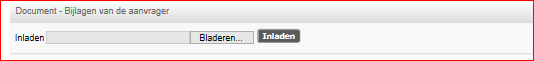 Document - Bijlagen van de aanvrager
Inladen Bladeren... Inladen